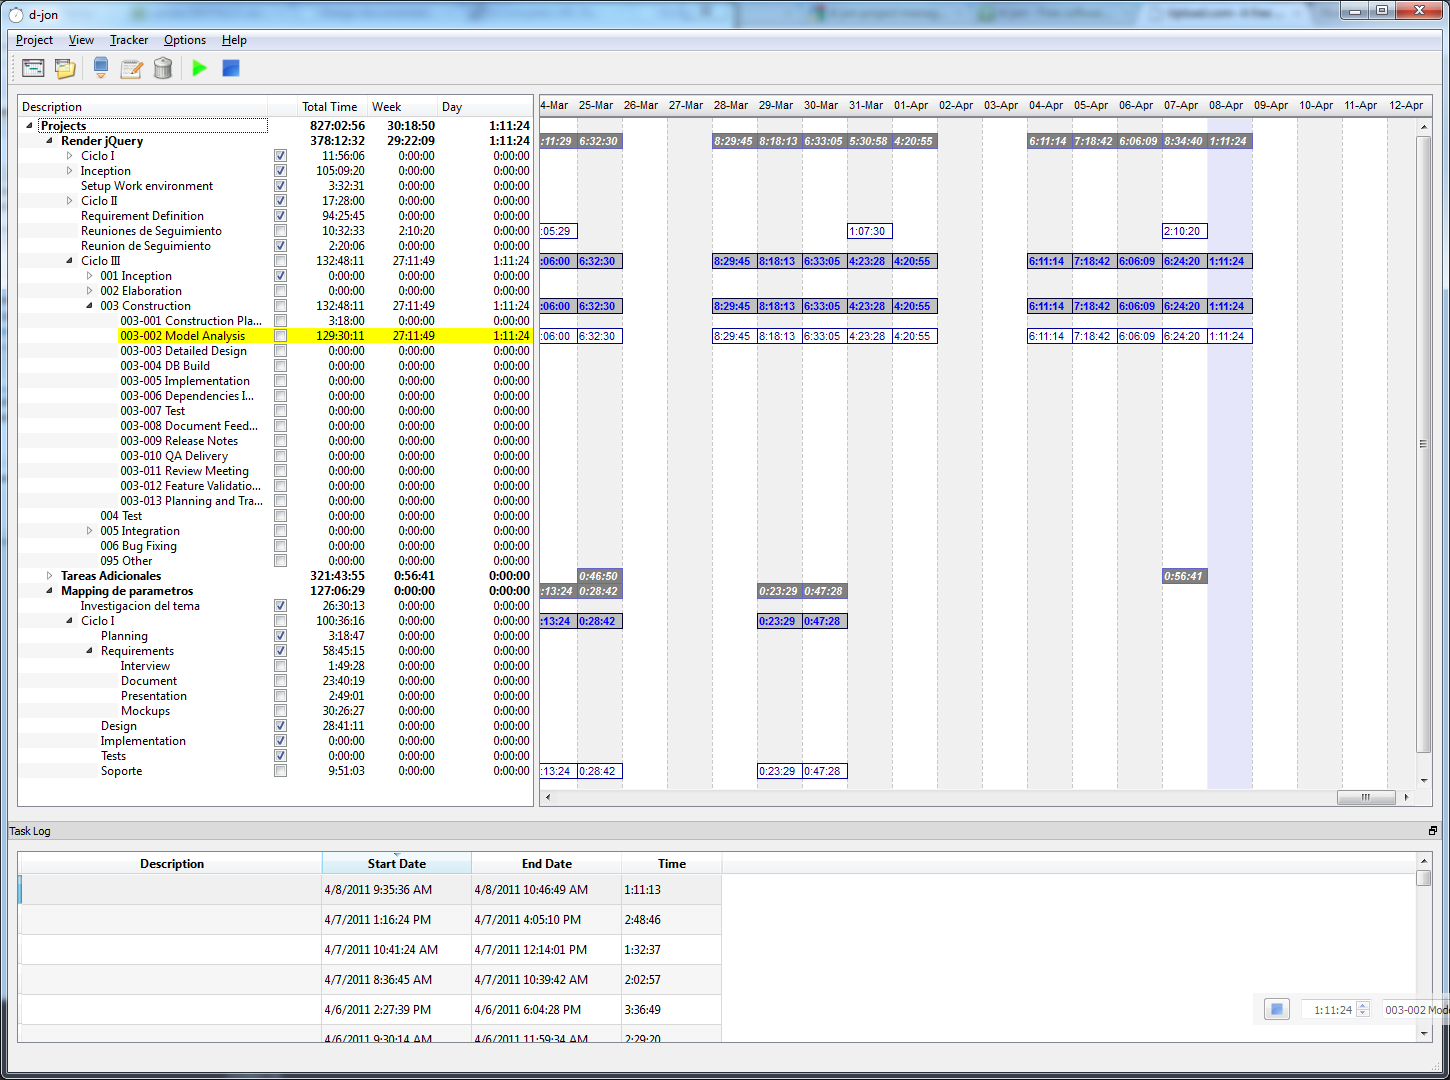 d-jon
Project View Tracker Options Help
Description Total Time Week Day 4-Mar 25-Mar 26-Mar 27-Mar 28-Mar 29-Mar 30-Mar 31-Mar 01-Apr 02-Apr 03-Apr 04-Apr 05-Apr 06-Apr 07-Apr 08-Apr 09-Apr 10-Apr 11-Apr 12-Apr
Projects 827:02:56 30:18:50 1:11:24
Render jQuery 378:12:32 29:22:09 1:11:24 :11:29 6:32:30 8:29:45 8:18:13 6:33:05 5:30:58 4:20:55 6:11:14 7:18:42 6:06:09 8:34:40 1:11:24
Ciclo I 11:56:06 0:00:00 0:00:00
Inception 105:09:20 0:00:00 0:00:00
Setup Work environment 3:32:31 0:00:00 0:00:00
Ciclo II 17:28:00 0:00:00 0:00:00
Requirement Definition 94:25:45 0:00:00 0:00:00
Reuniones de Seguimiento 10:32:33 2:10:20 0:00:00 :05:29 1:07:30 2:10:20
Reunion de Seguimiento 2:20:06 0:00:00 0:00:00
Ciclo III 132:48:11 27:11:49 1:11:24 :06:00 6:32:30 8:29:45 8:18:13 6:33:05 4:23:28 4:20:55 6:11:14 7:18:42 6:06:09 6:24:20 1:11:24
001 Inception 0:00:00 0:00:00 0:00:00
002 Elaboration 0:00:00 0:00:00 0:00:00
003 Construction 132:48:11 27:11:49 1:11:24 :06:00 6:32:30 8:29:45 8:18:13 6:33:05 4:23:28 4:20:55 6:11:14 7:18:42 6:06:09 6:24:20 1:11:24
003-001 Construction Pla... 3:18:00 0:00:00 0:00:00
003-002 Model Analysis 129:30:11 27:11:49 1:11:24 :06:00 6:32:30 8:29:45 8:18:13 6:33:05 4:23:28 4:20:55 6:11:14 7:18:42 6:06:09 6:24:20 1:11:24
003-003 Detailed Design 0:00:00 0:00:00 0:00:00
003-004 DB Build 0:00:00 0:00:00 0:00:00
003-005 Implementation 0:00:00 0:00:00 0:00:00
003-006 Dependencies I... 0:00:00 0:00:00 0:00:00
003-007 Test 0:00:00 0:00:00 0:00:00
003-008 Document Feed... 0:00:00 0:00:00 0:00:00
003-009 Release Notes 0:00:00 0:00:00 0:00:00
003-010 QA Delivery 0:00:00 0:00:00 0:00:00
003-011 Review Meeting 0:00:00 0:00:00 0:00:00
003-012 Feature Validatio... 0:00:00 0:00:00 0:00:00
003-013 Planning and Tra... 0:00:00 0:00:00 0:00:00
004 Test 0:00:00 0:00:00 0:00:00
005 Integration 0:00:00 0:00:00 0:00:00
006 Bug Fixing 0:00:00 0:00:00 0:00:00
095 Other 0:00:00 0:00:00 0:00:00
Tareas Adicionales 321:43:55 0:56:41 0:00:00 0:46:50 0:56:41
Mapping de parametros 127:06:29 0:00:00 0:00:00 :13:24 0:28:42 0:23:29 0:47:28
Investigacion del tema 26:30:13 0:00:00 0:00:00
Ciclo I 100:36:16 0:00:00 0:00:00 :13:24 0:28:42 0:23:29 0:47:28
Planning 3:18:47 0:00:00 0:00:00
Requirements 58:45:15 0:00:00 0:00:00
Interview 1:49:28 0:00:00 0:00:00
Document 23:40:19 0:00:00 0:00:00
Presentation 2:49:01 0:00:00 0:00:00
Mockups 30:26:27 0:00:00 0:00:00
Design 28:41:11 0:00:00 0:00:00
Implementation 0:00:00 0:00:00 0:00:00
Tests 0:00:00 0:00:00 0:00:00
Soporte 9:51:03 0:00:00 0:00:00 :13:24 0:28:42 0:23:29 0:47:28
Task Log
Description Start Date End Date Time
4/8/2011 9:35:36 AM 4/8/2011 10:46:49 AM 1:11:13
4/7/2011 1:16:24 PM 4/7/2011 4:05:10 PM 2:48:46
4/7/2011 10:41:24 AM 4/7/2011 12:14:01 PM 1:32:37
4/7/2011 8:36:45 AM 4/7/2011 10:39:42 AM 2:02:57
4/6/2011 2:27:39 PM 4/6/2011 6:04:28 PM 3:36:49
1:11:24 003-002 Mod
4/6/2011 9:30:14 AM 4/6/2011 11:59:34 AM 2:29:20